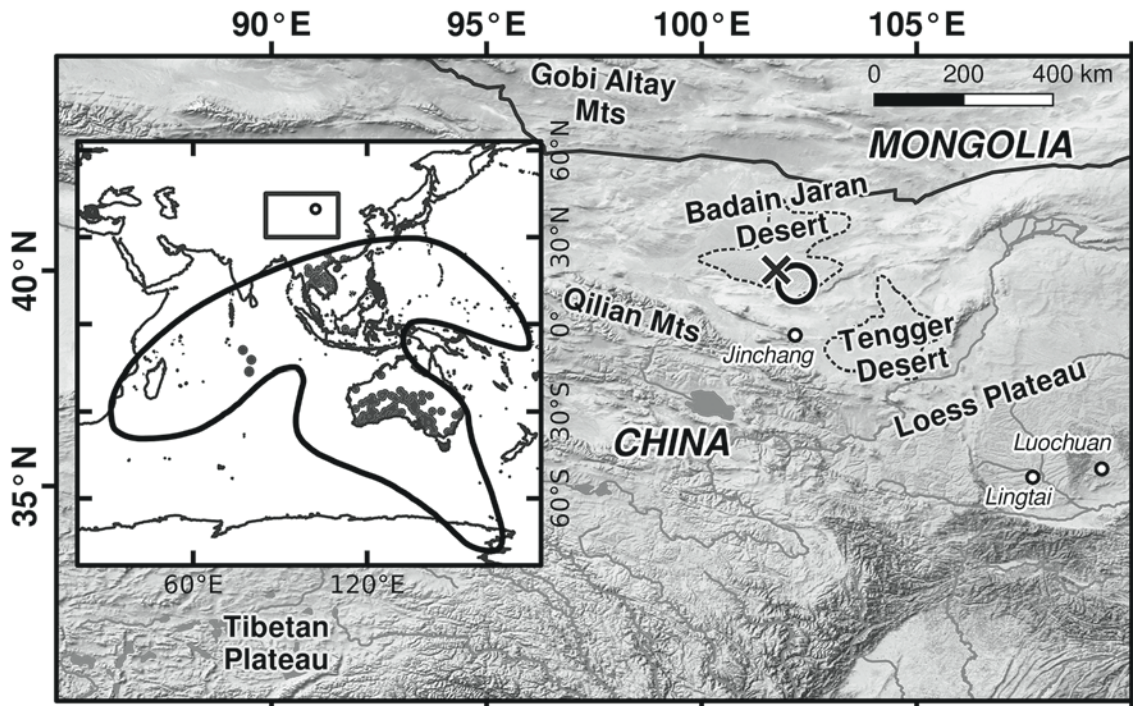 90°E 95°E 100°E 105°E
Gobi Altay
Mts
0 200 400 km
MONGOLIA
Badain Jaran
Desert
40°N
35°N
60°N
30°N
0°
30°S
60°S
60°E 120°E
Qilian Mts
Jinchang
Tengger
Desert
Loess Plateau
CHINA
Luochuan
Lingtai
Tibetan
Plateau